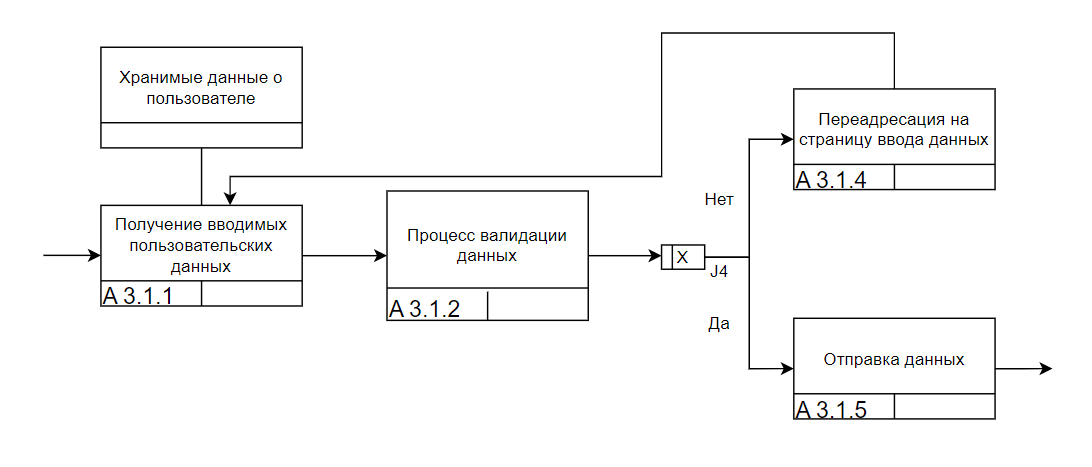 Хранимые данные о
пользователе
Переадресация на
страницу ввода данных
А 3.1.4
Нет
Получение вводимых
пользовательских
данных
А 3.1.1
Процесс валидации
данных
А 3.1.2
X
J4
Да
Отправка данных
А 3.1.5